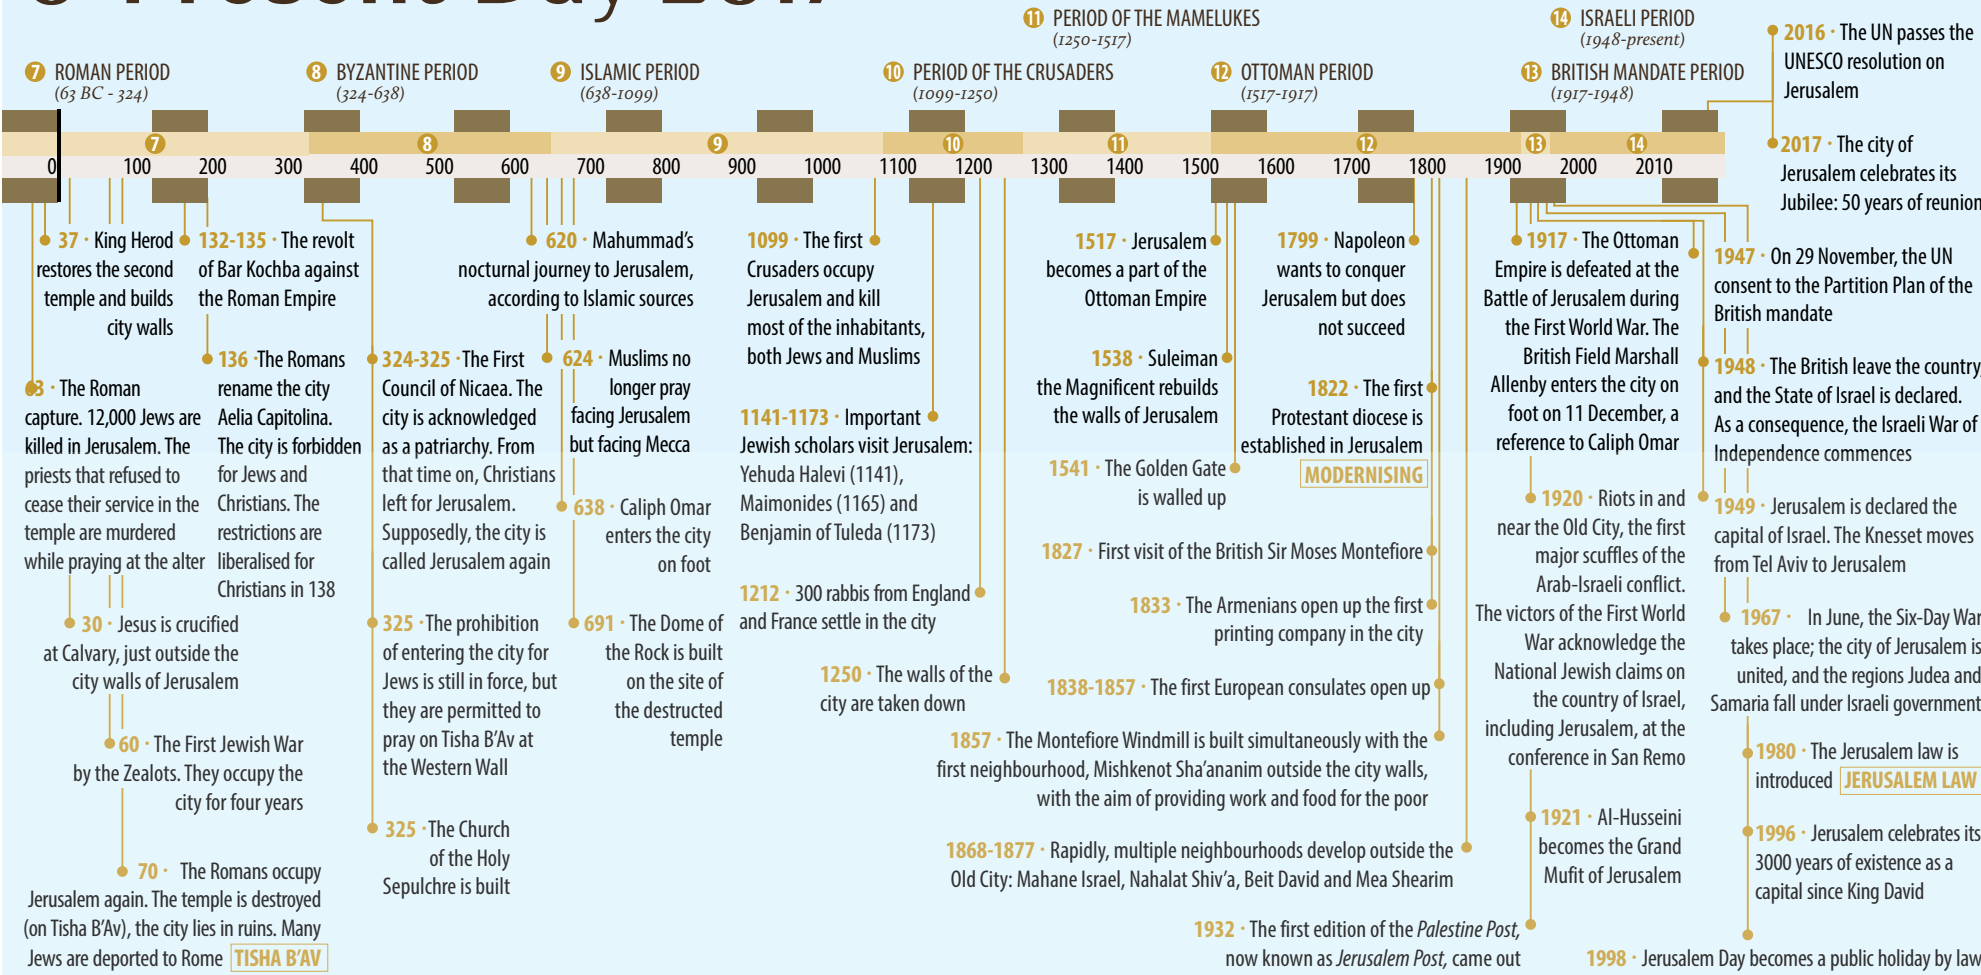 Present Day 2017
11 PERIOD OF THE MAMELUKES
(1250-1517)
14 ISRAELI PERIOD
(1948-present)
7 ROMAN PERIOD
(63 BC - 324)
8 BYZANTINE PERIOD
(324-638)
9 ISLAMIC PERIOD
(638-1099)
10 PERIOD OF THE CRUSADERS
(1099-1250)
12 OTTOMAN PERIOD
(1517-1917)
13 BRITISH MANDATE PERIOD
(1917-1948)
7 8 9 10 11 12 13 14
0 100 200 300 400 500 600 700 800 900 1000 1100 1200 1300 1400 1500 1600 1700 1800 1900 2000 2010
2016 · The UN passes the
UNESCO resolution on
Jerusalem
2017 · The city of
Jerusalem celebrates its
Jubilee: 50 years of reunion
37 · King Herod
restores the second
temple and builds
city walls
63 · The Roman
capture. 12,000 Jews are
killed in Jerusalem. The
priests that refused to
cease their service in the
temple are murdered
while praying at the alter
30 · Jesus is crucified
at Calvary, just outside the
city walls of Jerusalem
60 · The First Jewish War
by the Zealots. They occupy the
city for four years
70 · The Romans occupy
Jerusalem again. The temple is destroyed
(on Tisha B'Av), the city lies in ruins. Many
Jews are deported to Rome TISHA B'AV
132-135 · The revolt
of Bar Kochba against
the Roman Empire
136 ·The Romans
rename the city
Aelia Capitolina.
The city is forbidden
for Jews and
Christians. The
restrictions are
liberalised for
Christians in 138
324-325 ·The First
Council of Nicaea. The
city is acknowledged
as a patriarchy. From
that time on, Christians
left for Jerusalem.
Supposedly, the city is
called Jerusalem again
325 ·The prohibition
of entering the city for
Jews is still in force, but
they are permitted to
pray on Tisha B'Av at
the Western Wall
325 ·The Church
of the Holy
Sepulchre is built
620 · Mahummad's
nocturnal journey to Jerusalem,
according to Islamic sources
624 · Muslims no
longer pray
facing Jerusalem
but facing Mecca
638 · Caliph Omar
enters the city
on foot
691 · The Dome of
the Rock is built
on the site of
the destructed
temple
1099 · The first
Crusaders occupy
Jerusalem and kill
most of the inhabitants,
both Jews and Muslims
1141-1173 · Important
Jewish scholars visit Jerusalem:
Yehuda Halevi (1141),
Maimonides (1165) and
Benjamin of Tuleda (1173)
1212 · 300 rabbis from England
and France settle in the city
1250 · The walls of the
city are taken down
1517 · Jerusalem
becomes a part of the
Ottoman Empire
1538 · Suleiman
the Magnificent rebuilds
the walls of Jerusalem
1541 · The Golden Gate
is walled up
1799 · Napoleon
wants to conquer
Jerusalem but does
not succeed
1822 · The first
Protestant diocese is
established in Jerusalem
MODERNISING
1827 · First visit of the British Sir Moses Montefiore
1833 · The Armenians open up the first
printing company in the city
1838-1857 · The first European consulates open up
1857 · The Montefiore Windmill is built simultaneously with the
first neighbourhood, Mishkenot Sha'ananim outside the city walls,
with the aim of providing work and food for the poor
1868-1877 · Rapidly, multiple neighbourhoods develop outside the
Old City: Mahane Israel, Nahalat Shiv'a, Beit David and Mea Shearim
1917 · The Ottoman
Empire is defeated at the
Battle of Jerusalem during
the First World War. The
British Field Marshall
Allenby enters the city on
foot on 11 December, a
reference to Caliph Omar
1920 · Riots in and
near the Old City, the first
major scuffles of the
Arab-Israeli conflict.
The victors of the First World
War acknowledge the
National Jewish claims on
the country of Israel,
including Jerusalem, at the
conference in San Remo
1921 · Al-Husseini
becomes the Grand
Mufit of Jerusalem
1932 · The first edition of the Palestine Post,
now known as Jerusalem Post, came out
1947 · On 29 November, the UN
consent to the Partition Plan of the
British mandate
1948 · The British leave the country,
and the State of Israel is declared.
As a consequence, the Israeli War of
Independence commences
1949 · Jerusalem is declared the
capital of Israel. The Knesset moves
from Tel Aviv to Jerusalem
1967 · In June, the Six-Day War
takes place; the city of Jerusalem is
united, and the regions Judea and
Samaria fall under Israeli government
1980 · The Jerusalem law is
introduced JERUSALEM LAW
1996 · Jerusalem celebrates its
3000 years of existence as a
capital since King David
1998 · Jerusalem Day becomes a public holiday by law